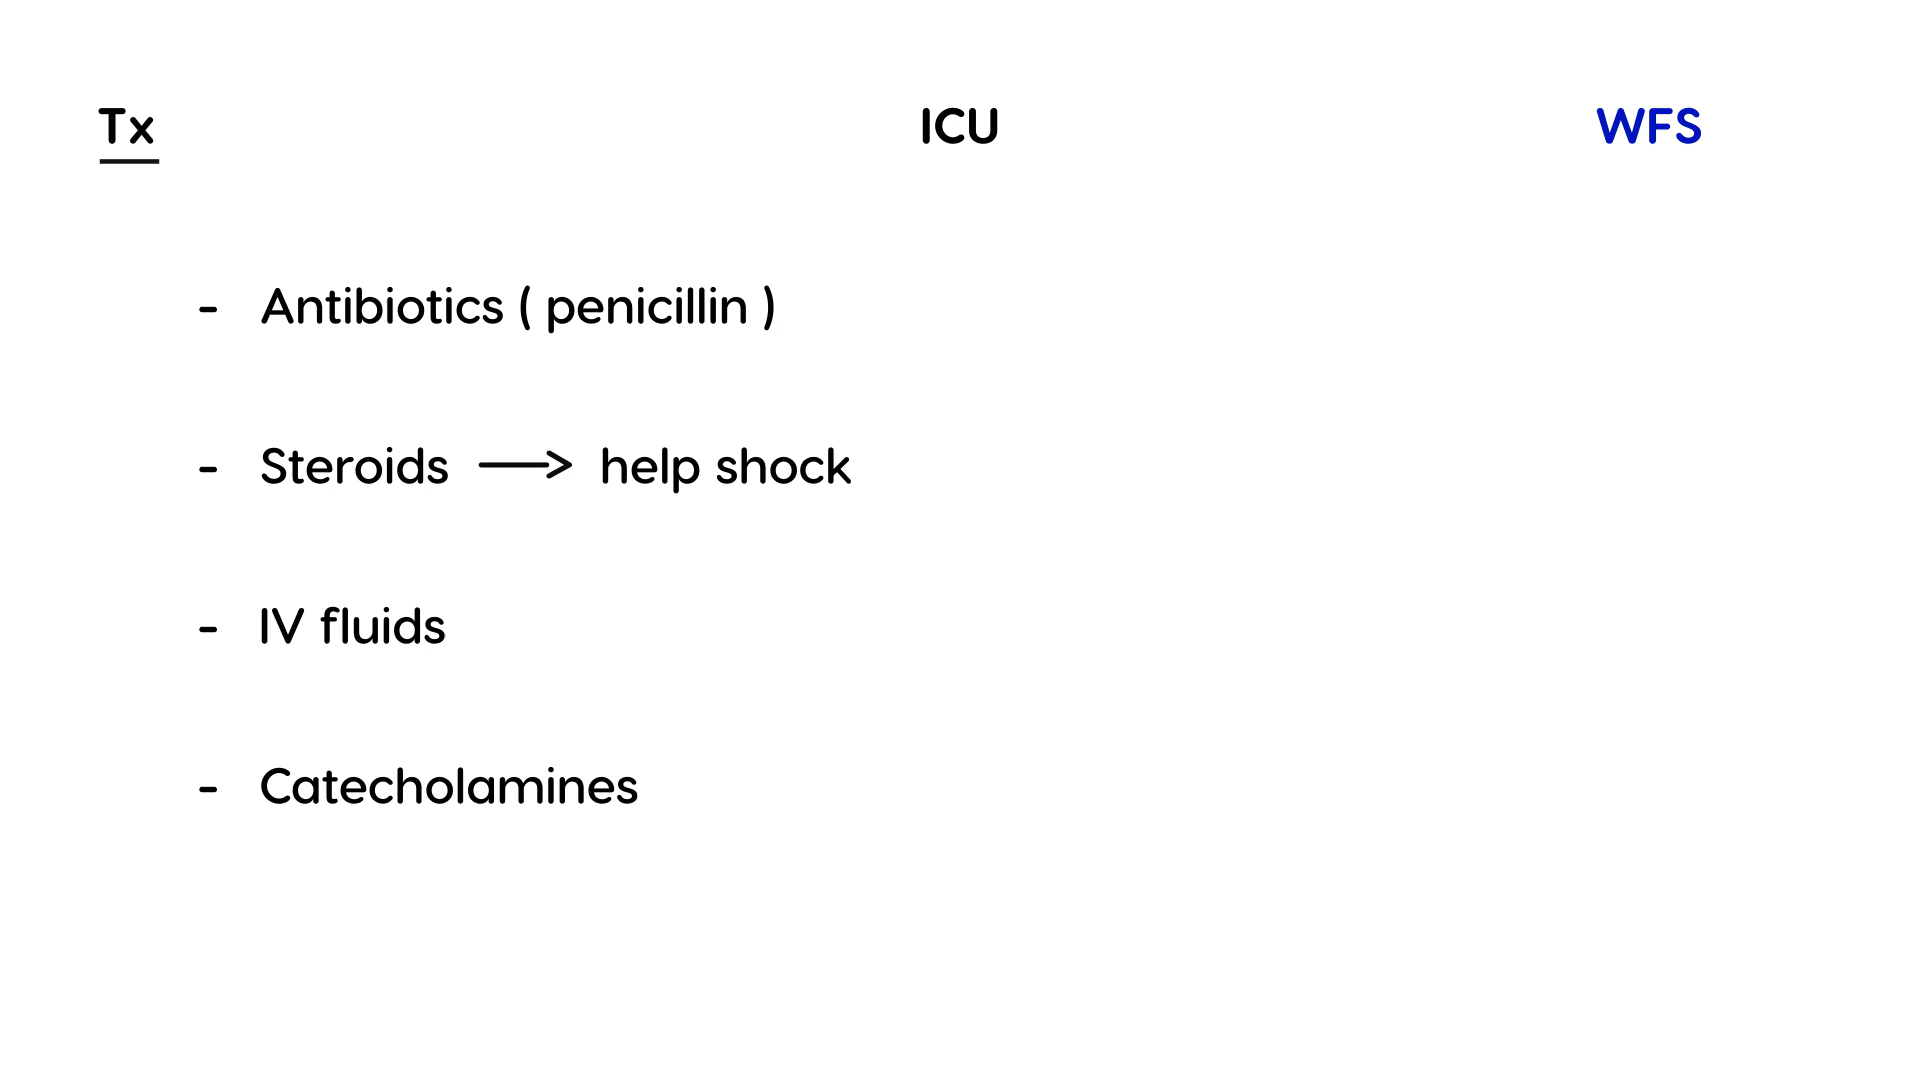 Tx ICU WFS
- Antibiotics ( penicillin )
- Steroids ⟶ help shock
- IV fluids
- Catecholamines